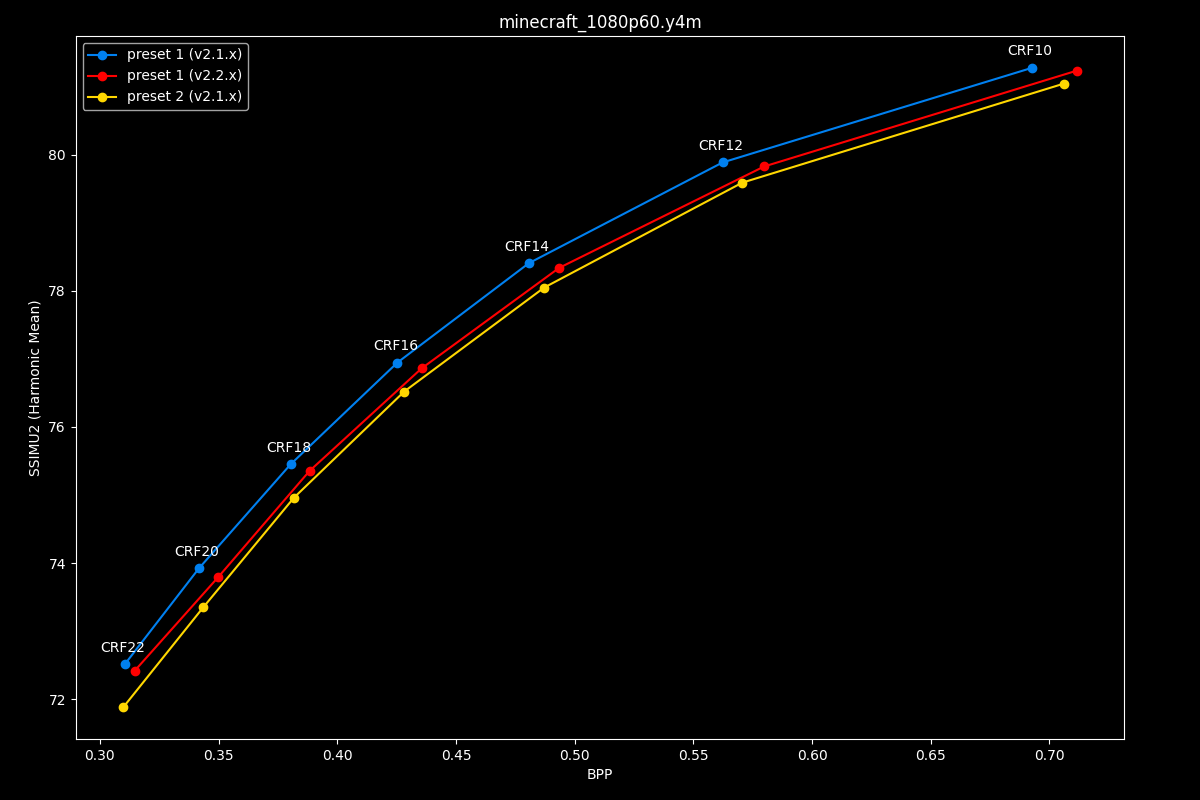 minecraft_1080p60.y4m
preset 1 (v2.1.x)
preset 1 (v2.2.x)
preset 2 (v2.1.x)
CRF10
CRF12
CRF14
CRF16
CRF18
CRF20
CRF22
SSIMU2 (Harmonic Mean)
80
78
76
74
72
0.30 0.35 0.40 0.45 0.50 0.55 0.60 0.65 0.70
BPP